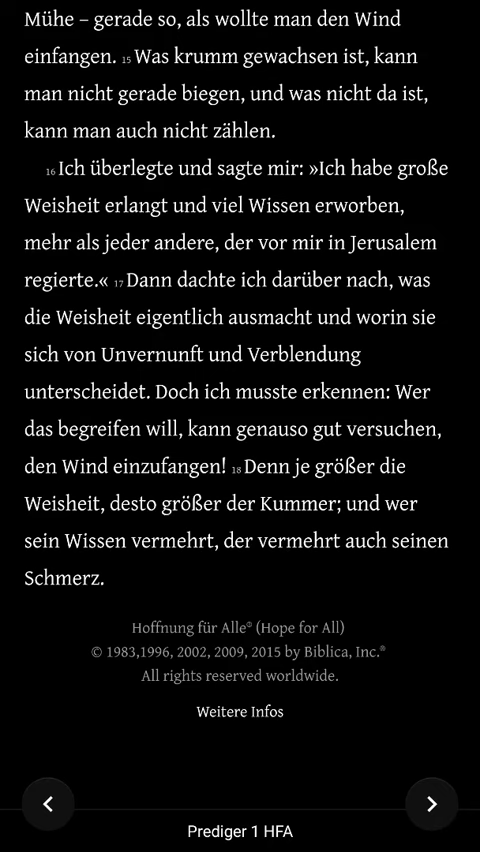 Mühe – gerade so, als wollte man den Wind
einfangen. 15 Was krumm gewachsen ist, kann
man nicht gerade biegen, und was nicht da ist,
kann man auch nicht zählen.
16 Ich überlegte und sagte mir: »Ich habe große
Weisheit erlangt und viel Wissen erworben,
mehr als jeder andere, der vor mir in Jerusalem
regierte.« 17 Dann dachte ich darüber nach, was
die Weisheit eigentlich ausmacht und worin sie
sich von Unvernunft und Verblendung
unterscheidet. Doch ich musste erkennen: Wer
das begreifen will, kann genauso gut versuchen,
den Wind einzufangen! 18 Denn je größer die
Weisheit, desto größer der Kummer; und wer
sein Wissen vermehrt, der vermehrt auch seinen
Schmerz.
Hoffnung für Alle® (Hope for All)
© 1983,1996, 2002, 2009, 2015 by Biblica, Inc.®
All rights reserved worldwide.
Weitere Infos
Prediger 1 HFA